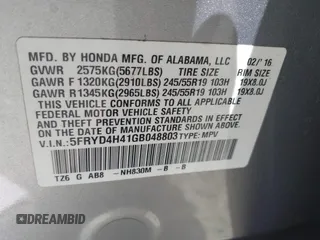 MFD. BY HONDA MFG. OF ALABAMA, LLC 02/'16
GVWR 2575KG(5677LBS) TIRE SIZE RIM SIZE
GAWR F 1320KG(2910LBS) 245/55R19 103H 19X8.0J
GAWR R 1345KG(2965LBS) 245/55R19 103H 19X8.0J
THIS VEHICLE CONFORMS TO ALL APPLICABLE
FEDERAL MOTOR VEHICLE SAFETY AND THEFT
PREVENTION STANDARDS IN EFFECT ON THE
DATE OF MANUFACTURE SHOWN ABOVE.
V.I.N.: 5FRYD4H41GB048803 TYPE: MPV
TZ6 G AB8 -NH830M -B -B
DREAMBID